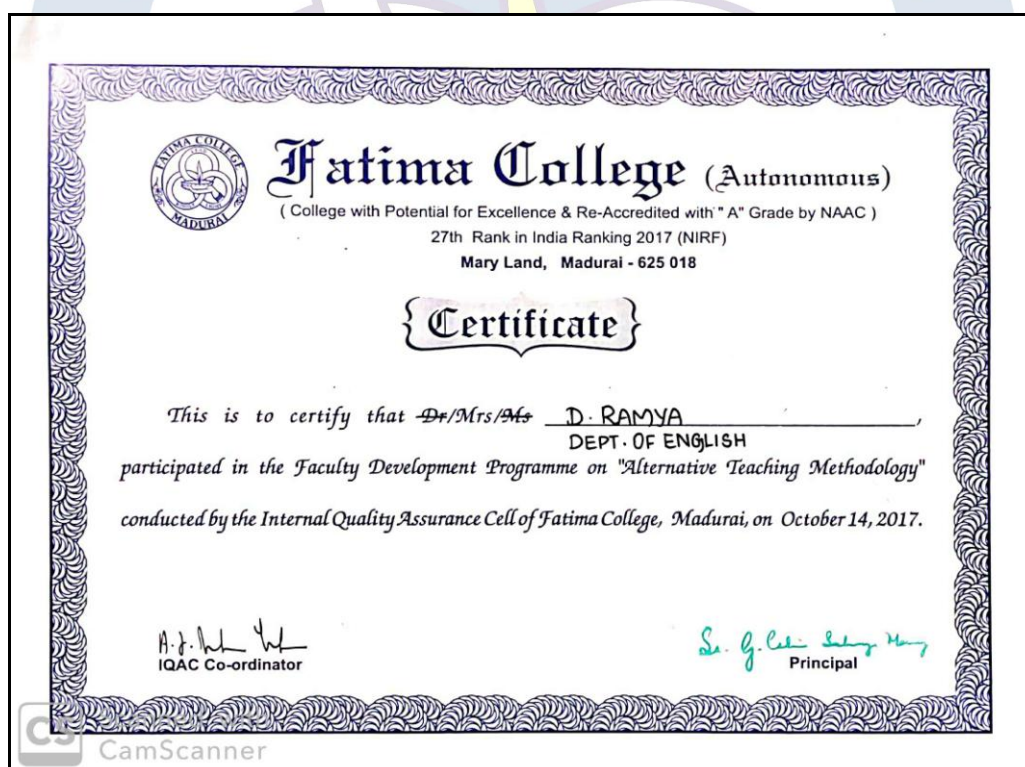 FATIMA COLLEGE
MADURAI
Fatima College (Autonomous)
( College with Potential for Excellence & Re-Accredited with " A" Grade by NAAC )
27th Rank in India Ranking 2017 (NIRF)
Mary Land, Madurai - 625 018
Certificate
This is to certify that Dr/Mrs/Ms D. RAMYA,
DEPT. OF ENGLISH
participated in the Faculty Development Programme on "Alternative Teaching Methodology"
conducted by the Internal Quality Assurance Cell of Fatima College, Madurai, on October 14, 2017.
IQAC Co-ordinator
Principal
CS
CamScanner